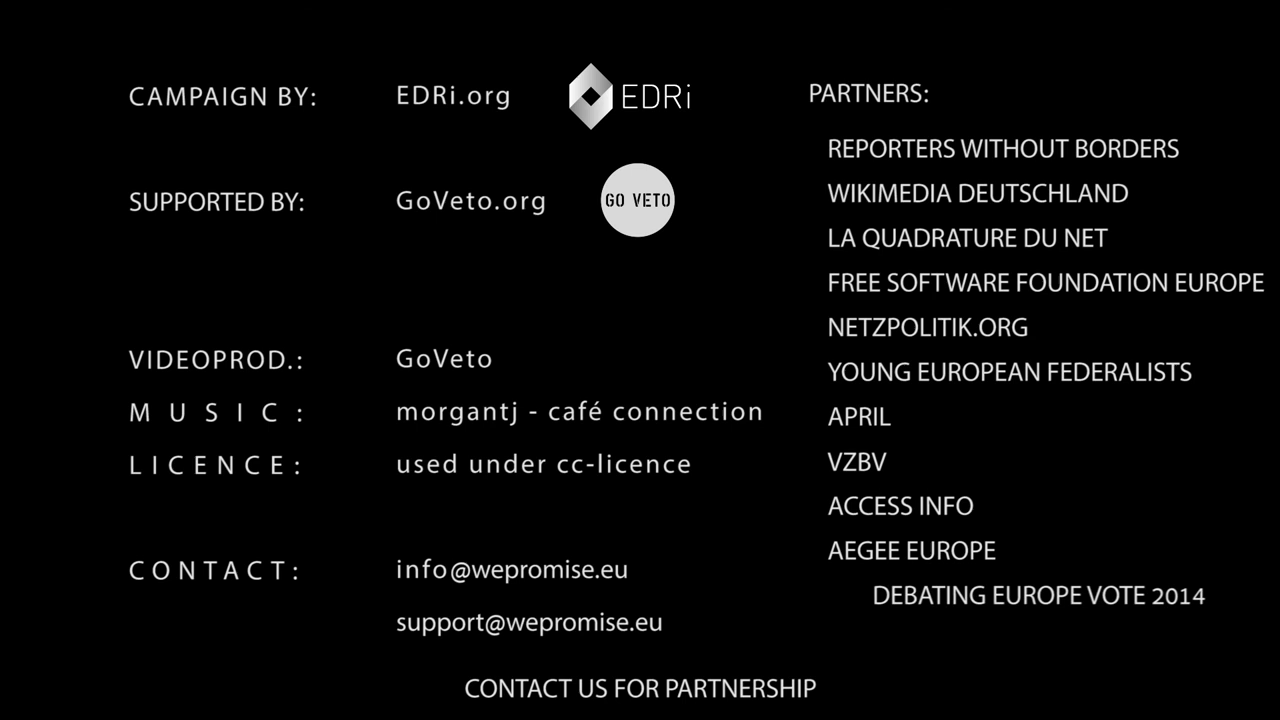 CAMPAIGN BY: EDRi.org EDRi
SUPPORTED BY: GoVeto.org GO VETO
VIDEOPROD.: GoVeto
MUSIC: morgantj - café connection
LICENCE: used under cc-licence
CONTACT: info@wepromise.eu
support@wepromise.eu
PARTNERS:
REPORTERS WITHOUT BORDERS
WIKIMEDIA DEUTSCHLAND
LA QUADRATURE DU NET
FREE SOFTWARE FOUNDATION EUROPE
NETZPOLITIK.ORG
YOUNG EUROPEAN FEDERALISTS
APRIL
VZBV
ACCESS INFO
AEGEE EUROPE
DEBATING EUROPE VOTE 2014
CONTACT US FOR PARTNERSHIP